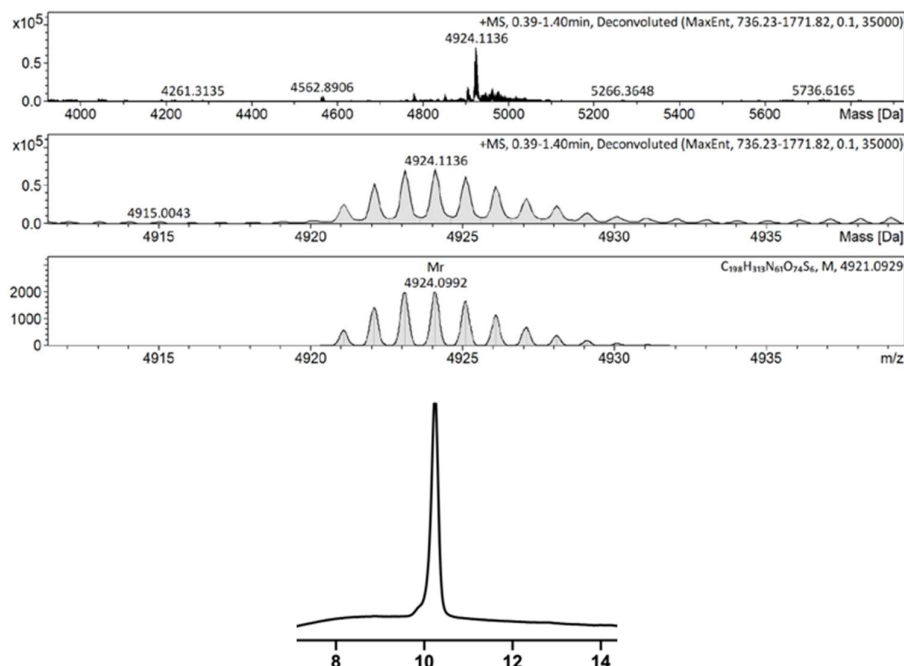 x10⁵
+MS, 0.39-1.40min, Deconvoluted (MaxEnt, 736.23-1771.82, 0.1, 35000)
4924.1136
0.5
4261.3135 4562.8906 5266.3648 5736.6165
0.0
4000 4200 4400 4600 4800 5000 5200 5400 5600 Mass [Da]
x10⁵
+MS, 0.39-1.40min, Deconvoluted (MaxEnt, 736.23-1771.82, 0.1, 35000)
4924.1136
0.5
4915.0043
0.0
4915 4920 4925 4930 4935 Mass [Da]
Mr C₁₉₈H₃₁₃N₆₁O₇₄S₆, M, 4921.0929
4924.0992
2000
1000
0
4915 4920 4925 4930 4935 m/z
8 10 12 14